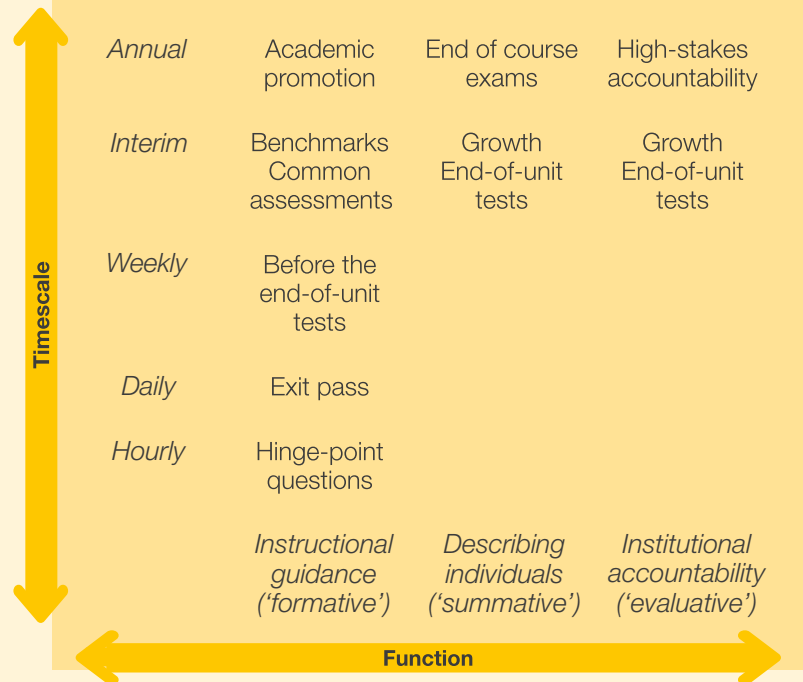 Timescale
Annual
Academic
promotion
End of course
exams
High-stakes
accountability
Interim
Benchmarks
Common
assessments
Growth
End-of-unit
tests
Growth
End-of-unit
tests
Weekly
Before the
end-of-unit
tests
Daily
Exit pass
Hourly
Hinge-point
questions
Instructional
guidance
(‘formative’)
Describing
individuals
(‘summative’)
Institutional
accountability
(‘evaluative’)
Function